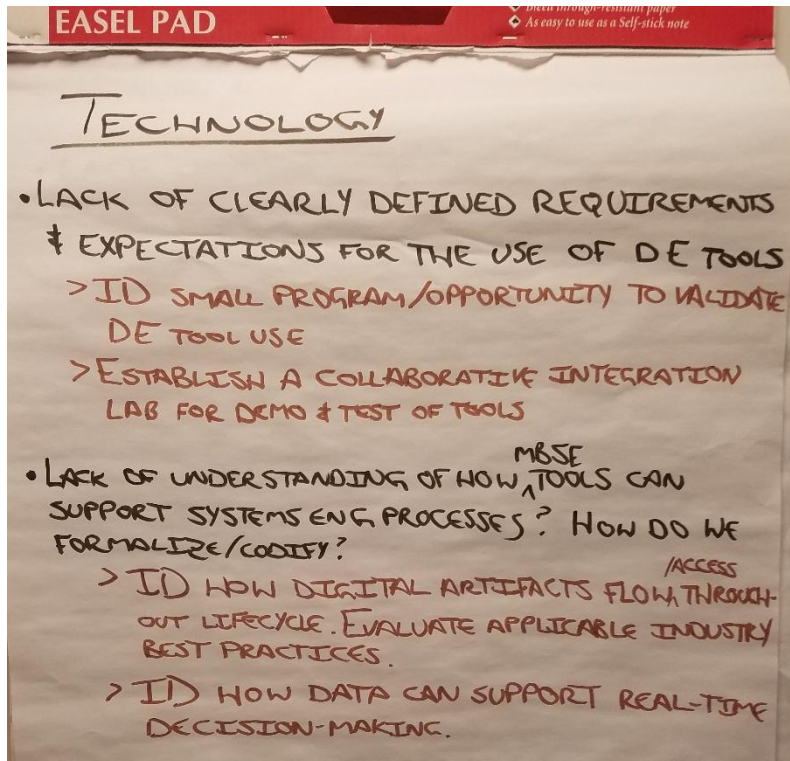 EASEL PAD
Bleed through-resistant paper
As easy to use as a Self-stick note
TECHNOLOGY
• LACK OF CLEARLY DEFINED REQUIREMENTS
& EXPECTATIONS FOR THE USE OF DE TOOLS
> ID SMALL PROGRAM/OPPORTUNITY TO VALIDATE
DE TOOL USE
> ESTABLISH A COLLABORATIVE INTEGRATION
LAB FOR DEMO & TEST OF TOOLS
MBSE
• LACK OF UNDERSTANDING OF HOW ^ TOOLS CAN
SUPPORT SYSTEMS ENG PROCESSES? HOW DO WE
FORMALIZE/CODIFY?
/ACCESS
> ID HOW DIGITAL ARTIFACTS FLOW ^ THROUGH-
OUT LIFECYCLE. EVALUATE APPLICABLE INDUSTRY
BEST PRACTICES.
> ID HOW DATA CAN SUPPORT REAL-TIME
DECISION-MAKING.